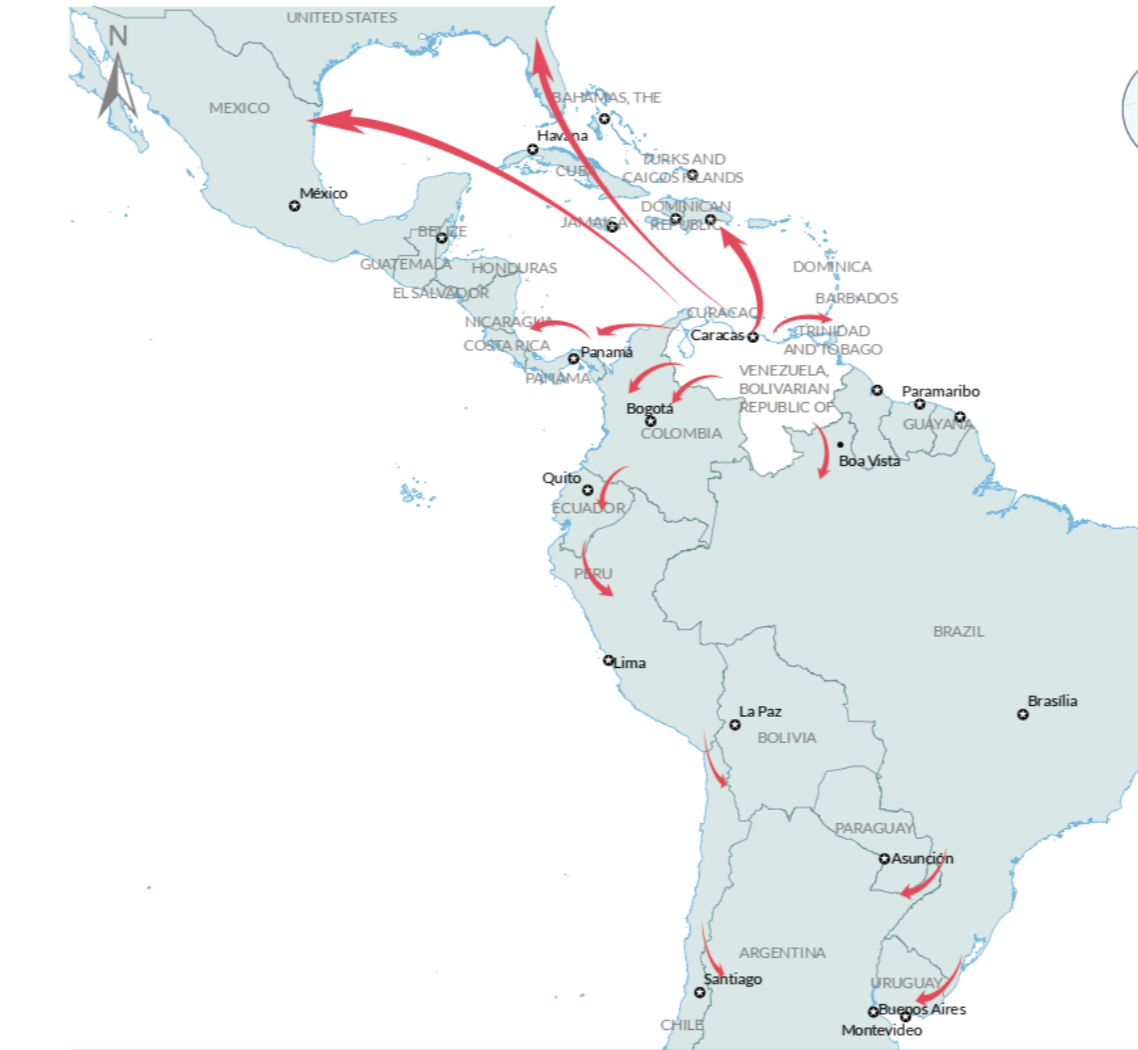 UNITED STATES
N
BAHAMAS, THE
MEXICO
Havana
TURKS AND
CAICOS ISLANDS
CUB
México
DOMINICAN
REPUBLIC
JAMAICA
BELIZE
GUATEMALA
HONDURAS
DOMINICA
EL SALVADOR
BARBADOS
CURACAO
NICARAGUA
TRINIDAD
AND TOBAGO
Caracas
COSTA RICA
Panamá
PANAMA
VENEZUELA,
BOLIVARIAN
REPUBLIC OF
Paramaribo
Bogotá
GUAYANA
COLOMBIA
Boa Vista
Quito
ECUADOR
PERU
BRAZIL
Lima
Brasília
La Paz
BOLIVIA
PARAGUAY
Asunción
ARGENTINA
Santiago
URUGUAY
Buenos Aires
CHILE
Montevideo